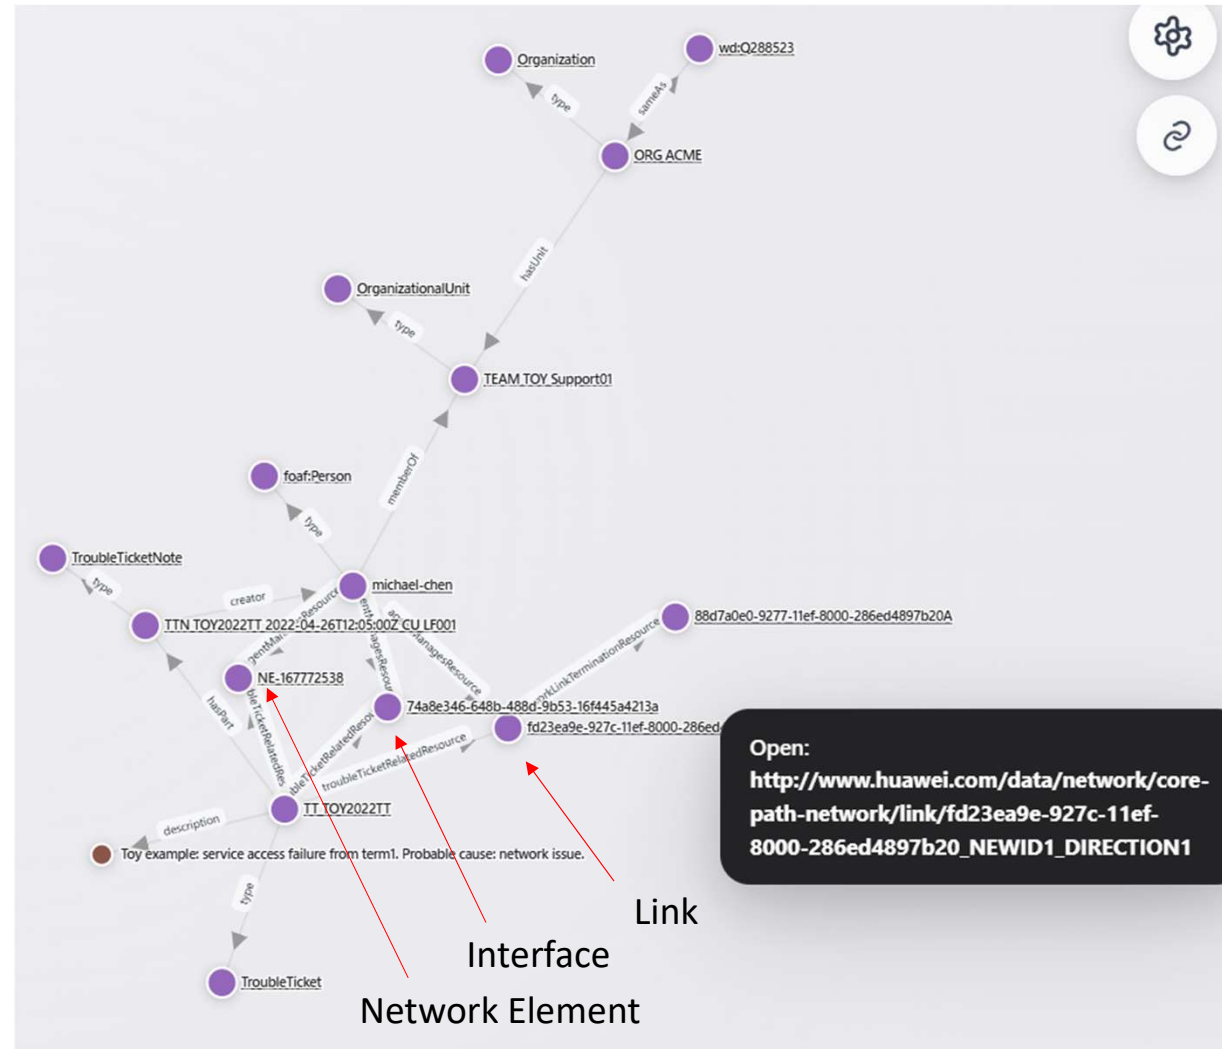 Organization
wd:Q288523
type
sameAs
ORG ACME
hasUnit
OrganizationalUnit
type
TEAM TOY Support01
memberOf
foaf:Person
type
TroubleTicketNote
type
michael-chen
creator
TTN TOY2022TT 2022-04-26T12:05:00Z CU LF001
88d7a0e0-9277-11ef-8000-286ed4897b20A
NE-167772538
hasPart
74a8e346-648b-488d-9b53-16f445a4213a
fd23ea9e-927c-11ef-8000-286ed-
orkLinkTerminationResource
troubleTicketRelatedResource
TT TOY2022TT
description
Toy example: service access failure from term1. Probable cause: network issue.
type
TroubleTicket
Open:
http://www.huawei.com/data/network/core-
path-network/link/fd23ea9e-927c-11ef-
8000-286ed4897b20_NEWID1_DIRECTION1
Link
Interface
Network Element